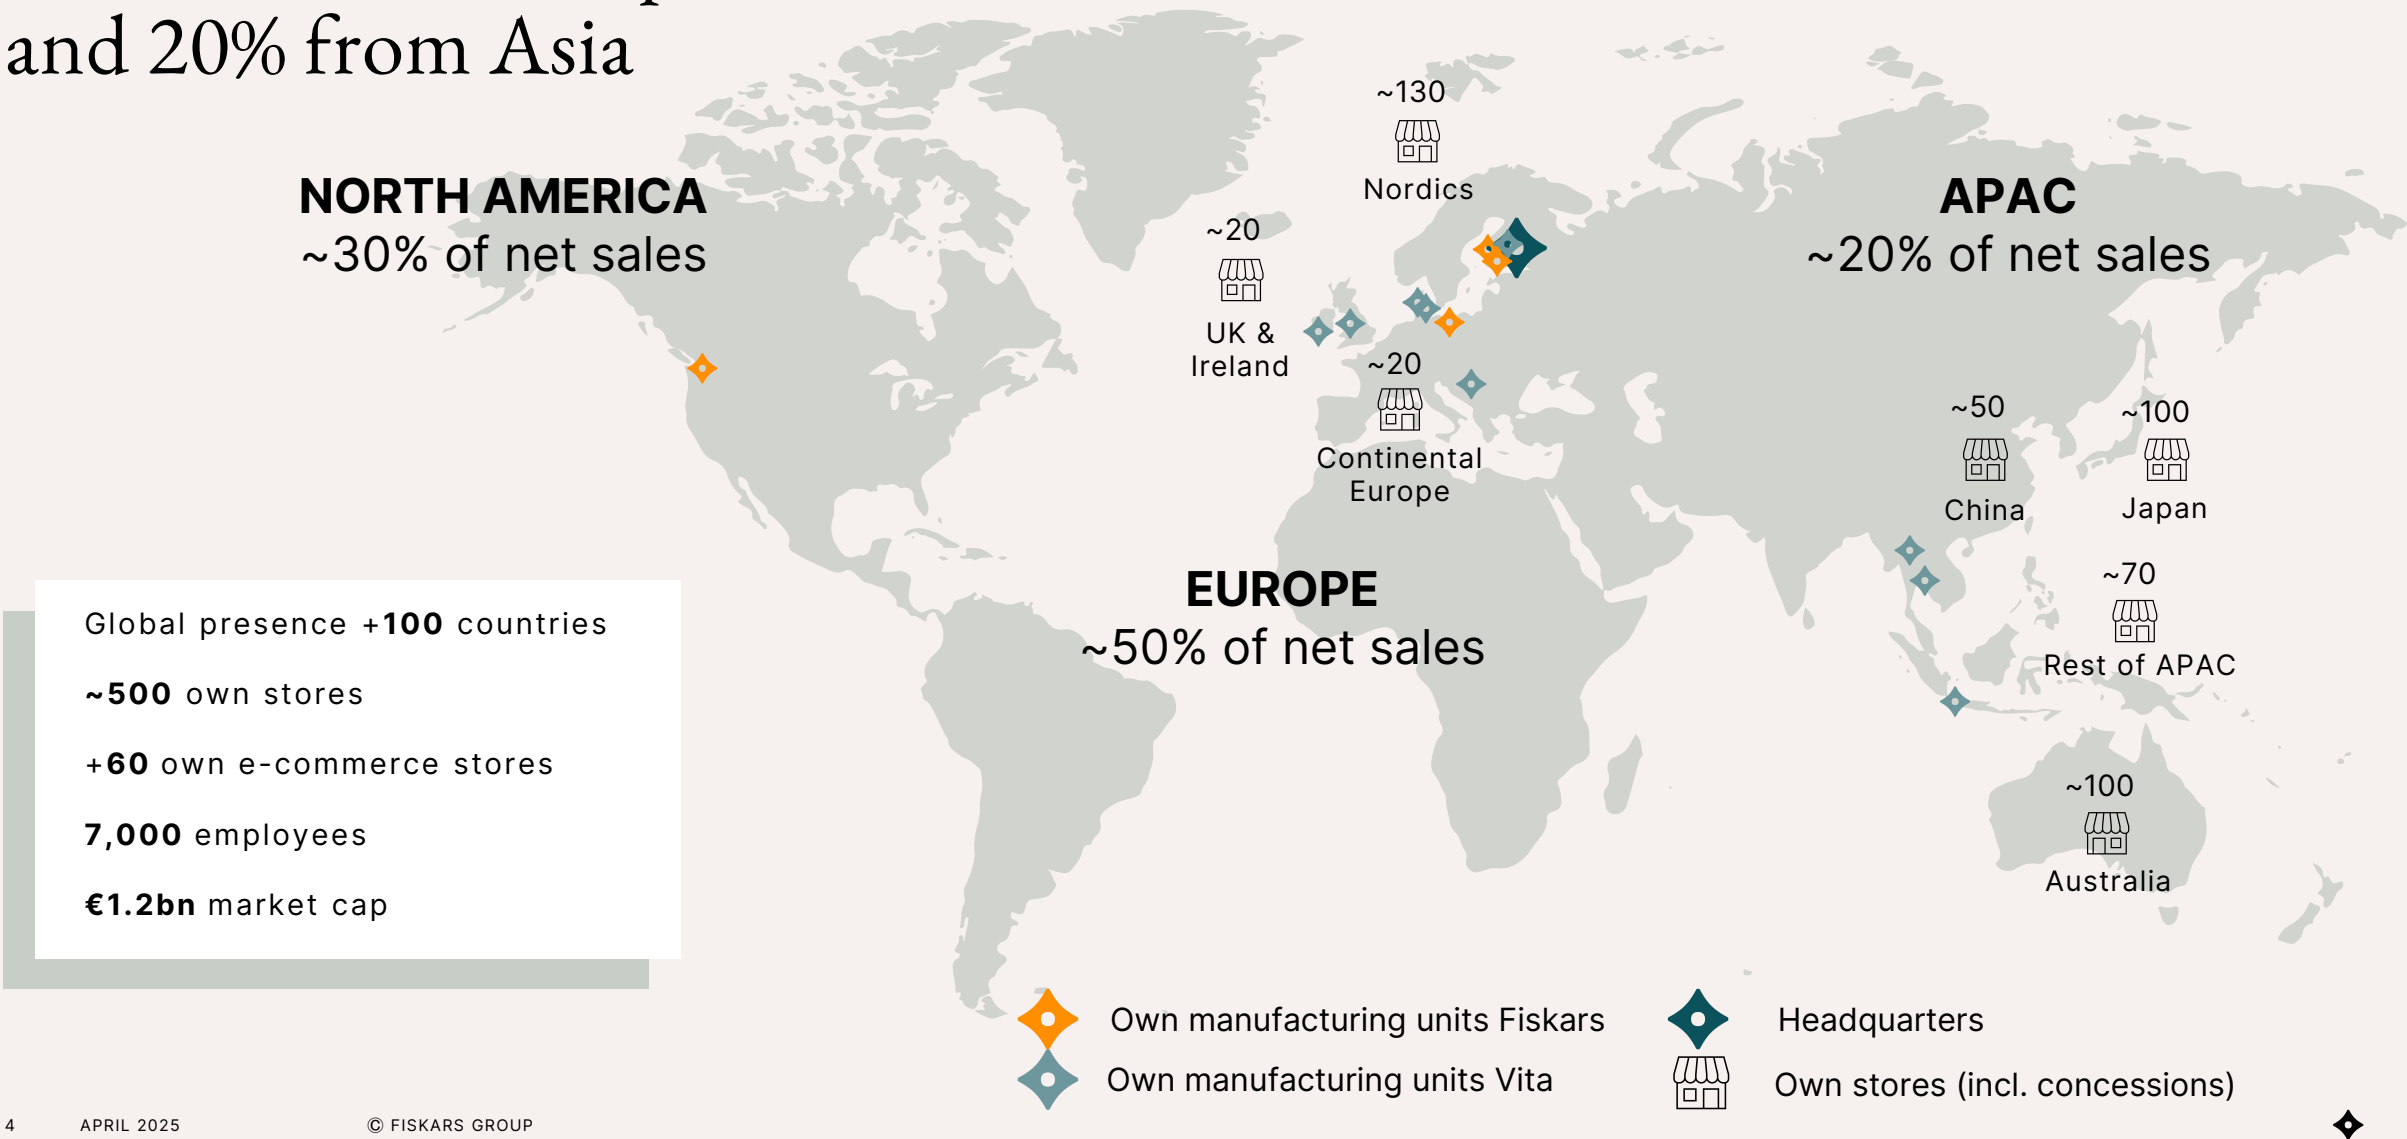 and 20% from Asia
NORTH AMERICA
~30% of net sales
~130
Nordics
~20
UK &
Ireland
~20
Continental
Europe
EUROPE
~50% of net sales
APAC
~20% of net sales
~50
China
~100
Japan
~70
Rest of APAC
~100
Australia
Global presence +100 countries
~500 own stores
+60 own e-commerce stores
7,000 employees
€1.2bn market cap
Own manufacturing units Fiskars
Own manufacturing units Vita
Headquarters
Own stores (incl. concessions)
4
APRIL 2025
© FISKARS GROUP